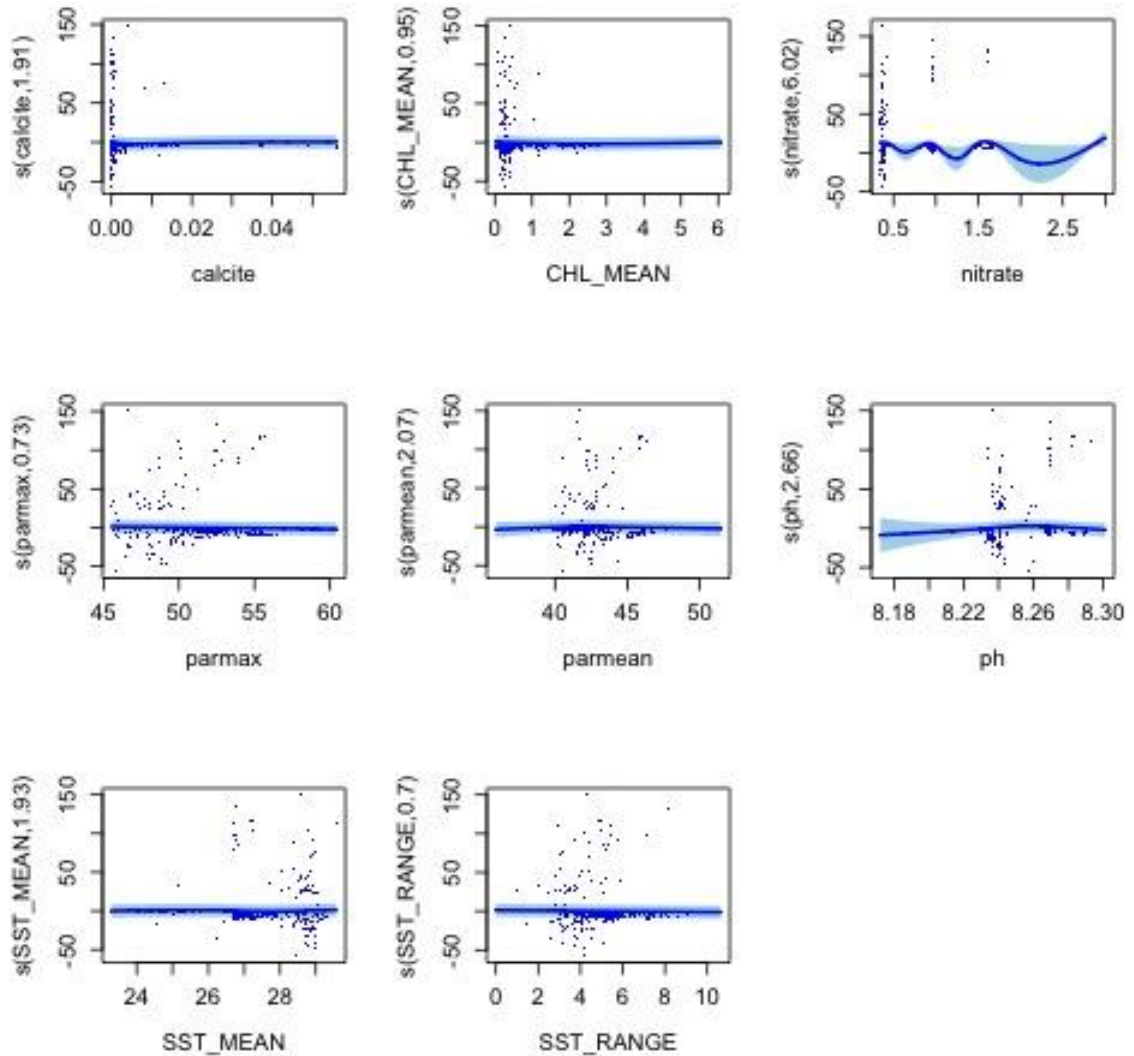 s(calcite,1.91)
150
50
-50
0.00 0.02 0.04
calcite
s(CHL_MEAN,0.95)
150
50
-50
0 1 2 3 4 5 6
CHL_MEAN
s(nitrate,6.02)
150
50
-50
0.5 1.5 2.5
nitrate
s(parmax,0.73)
150
50
-50
45 50 55 60
parmax
s(parmean,2.07)
150
50
-50
40 45 50
parmean
s(ph,2.66)
150
50
-50
8.18 8.22 8.26 8.30
ph
s(SST_MEAN,1.93)
150
50
-50
24 26 28
SST_MEAN
s(SST_RANGE,0.7)
150
50
-50
0 2 4 6 8 10
SST_RANGE